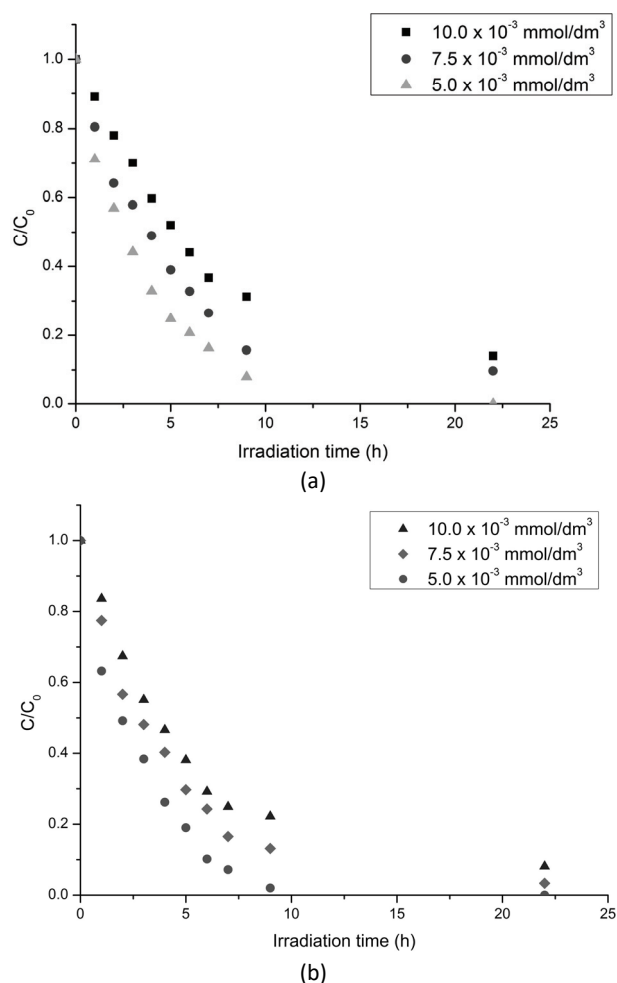 10.0 x 10⁻³ mmol/dm³
7.5 x 10⁻³ mmol/dm³
5.0 x 10⁻³ mmol/dm³
1.0
0.8
0.6
0.4
0.2
0.0
C/C₀
0 5 10 15 20 25
Irradiation time (h)
(a)
10.0 x 10⁻³ mmol/dm³
7.5 x 10⁻³ mmol/dm³
5.0 x 10⁻³ mmol/dm³
1.0
0.8
0.6
0.4
0.2
0.0
C/C₀
0 5 10 15 20 25
Irradiation time (h)
(b)